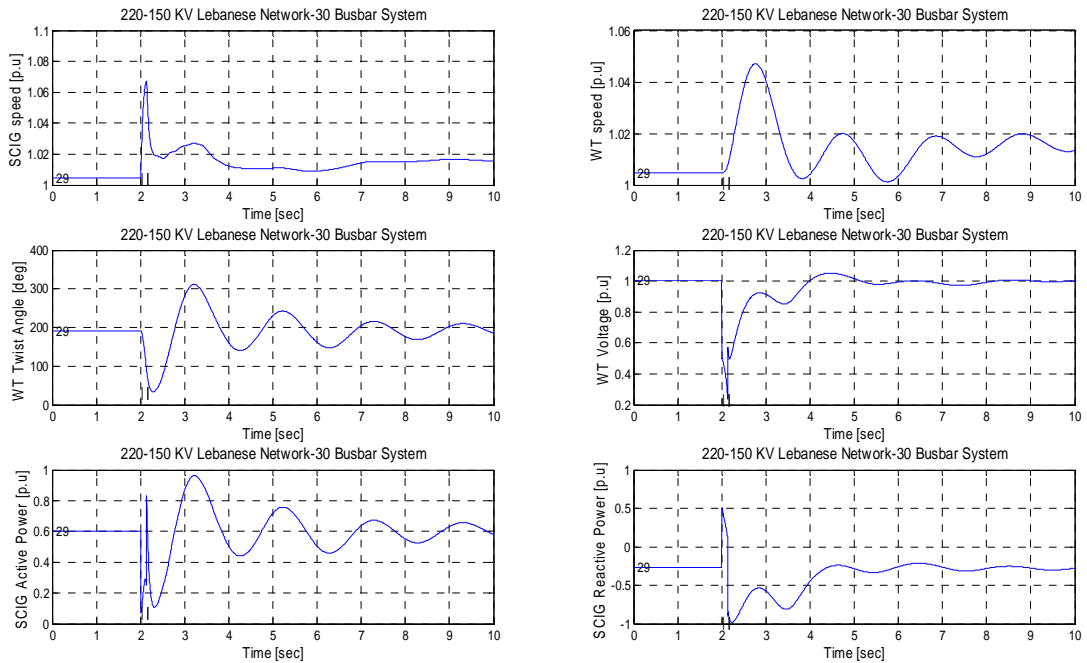 220-150 KV Lebanese Network-30 Busbar System
SCIG speed [p.u]
1.1
1.08
1.06
1.04
1.02
1
29
0 1 2 3 4 5 6 7 8 9 10
Time [sec]
220-150 KV Lebanese Network-30 Busbar System
WT speed [p.u]
1.06
1.04
1.02
1
29
0 1 2 3 4 5 6 7 8 9 10
Time [sec]
220-150 KV Lebanese Network-30 Busbar System
WT Twist Angle [deg]
400
300
200
100
0
29
0 1 2 3 4 5 6 7 8 9 10
Time [sec]
220-150 KV Lebanese Network-30 Busbar System
WT Voltage [p.u]
1.2
1
0.8
0.6
0.4
0.2
29
0 1 2 3 4 5 6 7 8 9 10
Time [sec]
220-150 KV Lebanese Network-30 Busbar System
SCIG Active Power [p.u]
1
0.8
0.6
0.4
0.2
0
29
0 1 2 3 4 5 6 7 8 9 10
Time [sec]
220-150 KV Lebanese Network-30 Busbar System
SCIG Reactive Power [p.u]
1
0.5
0
-0.5
-1
29
0 1 2 3 4 5 6 7 8 9 10
Time [sec]